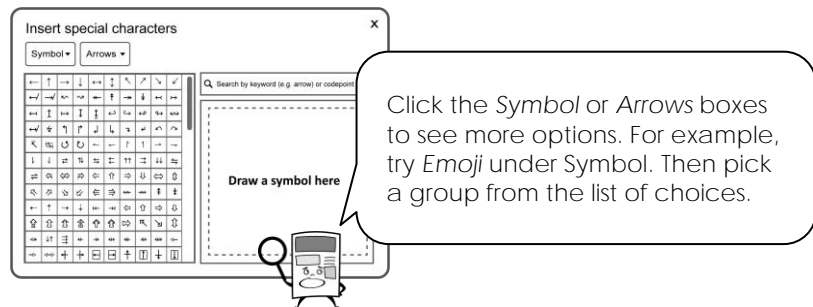 Insert special characters
X
Symbol ▾ Arrows ▾
Search by keyword (e.g. arrow) or codepoint
Draw a symbol here
Click the Symbol or Arrows boxes
to see more options. For example,
try Emoji under Symbol. Then pick
a group from the list of choices.